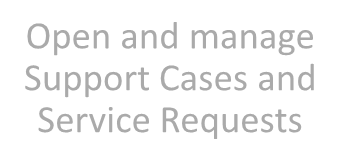 Open and manage
Support Cases and
Service Requests